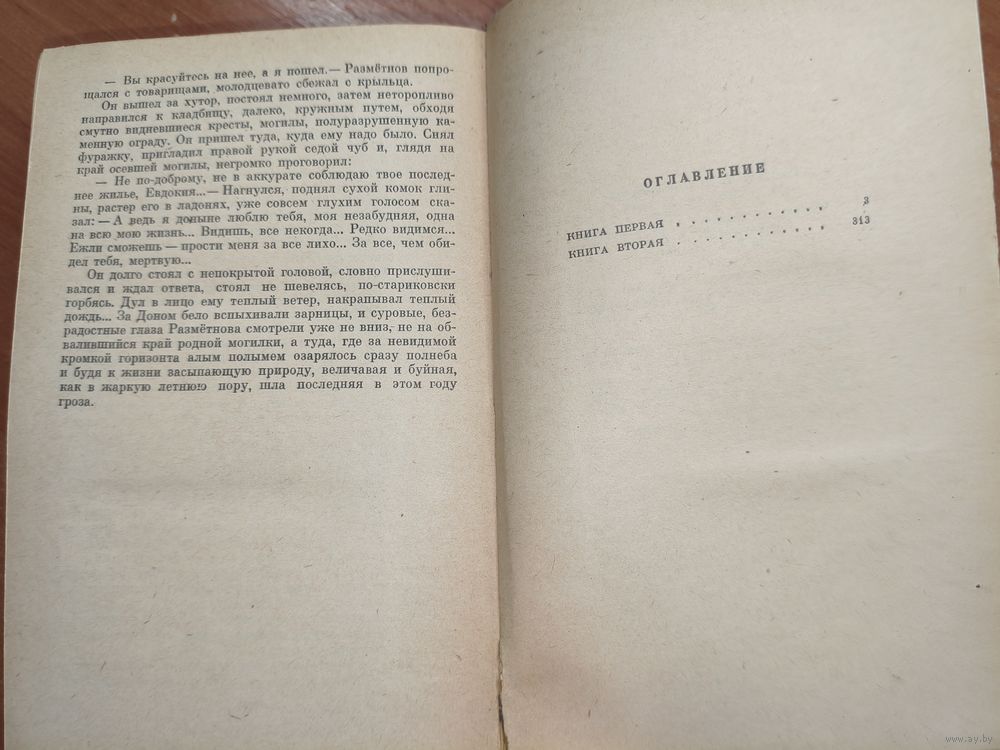 — Вы красуйтесь на нее, а я пошел.— Размётнов попро-
щался с товарищами, молодцевато сбежал с крыльца.
Он вышел за хутор, постоял немного, затем неторопливо
направился к кладбищу, далеко, кружным путем, обходя
смутно видневшиеся кресты, могилы, полуразрушенную ка-
менную ограду. Он пришел туда, куда ему надо было. Снял
фуражку, пригладил правой рукой седой чуб и, глядя на
край осевшей могилы, негромко проговорил:
— Не по-доброму, не в аккурате соблюдаю твое послед-
нее жилье, Евдокия...— Нагнулся, поднял сухой комок гли-
ны, растер его в ладонях, уже совсем глухим голосом ска-
зал: — А ведь я доныне люблю тебя, моя незабудняя, одна
на всю мою жизнь... Видишь, все некогда... Редко видимся...
Ежли сможешь — прости меня за все лихо... За все, чем оби-
дел тебя, мертвую...
Он долго стоял с непокрытой головой, словно прислуши-
вался и ждал ответа, стоял не шевелясь, по-стариковски
горбясь. Дул в лицо ему теплый ветер, накрапывал теплый
дождь... За Доном бело вспыхивали зарницы, и суровые, без-
радостные глаза Размётнова смотрели уже не вниз, не на об-
валившийся край родной могилки, а туда, где за невидимой
кромкой горизонта алым полымем озарялось сразу полнеба
и будя к жизни засыпающую природу, величавая и буйная,
как в жаркую летнюю пору, шла последняя в этом году
гроза.
ОГЛАВЛЕНИЕ
КНИГА ПЕРВАЯ . . . . . . . . . . . . 3
КНИГА ВТОРАЯ . . . . . . . . . . . . 313
www.ay.by